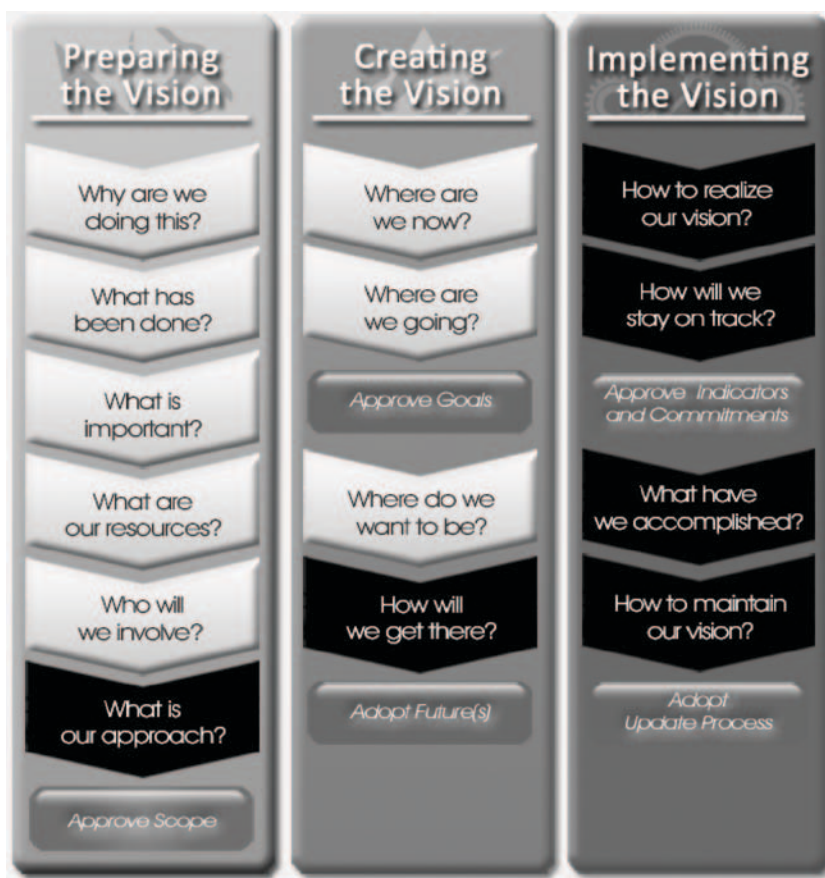 Preparing
the Vision
Why are we
doing this?
What has
been done?
What is
important?
What are
our resources?
Who will
we involve?
What is
our approach?
Approve Scope
Creating
the Vision
Where are
we now?
Where are
we going?
Approve Goals
Where do we
want to be?
How will
we get there?
Adopt Future(s)
Implementing
the Vision
How to realize
our vision?
How will we
stay on track?
Approve Indicators
and Commitments
What have
we accomplished?
How to maintain
our vision?
Adopt
Update Process